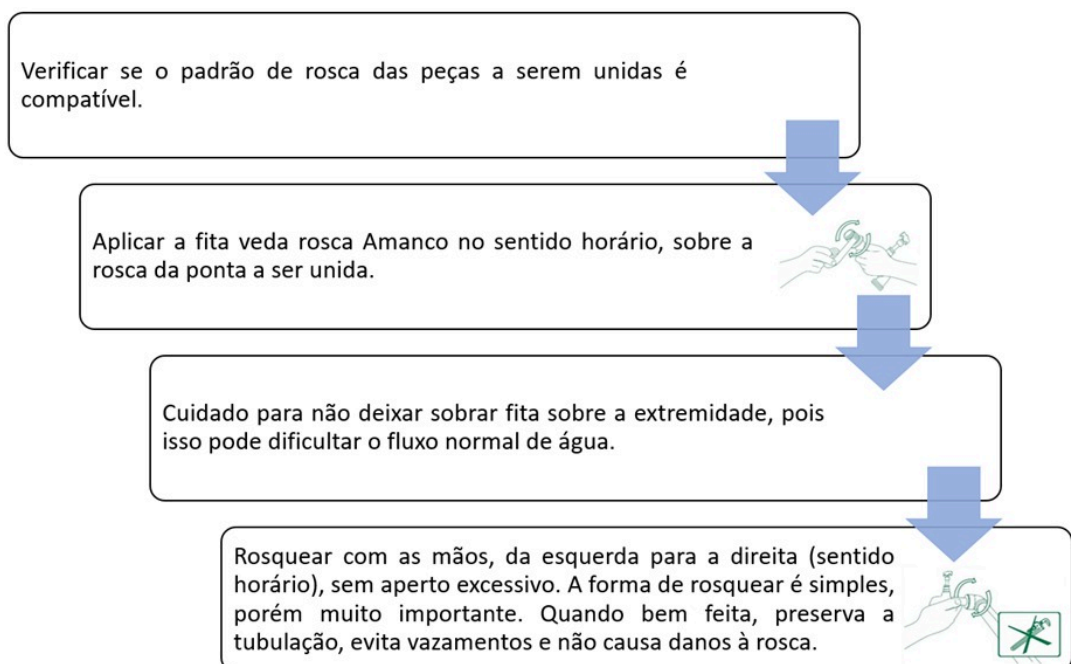 Verificar se o padrão de rosca das peças a serem unidas é
compatível.
Aplicar a fita veda rosca Amanco no sentido horário, sobre a
rosca da ponta a ser unida.
Cuidado para não deixar sobrar fita sobre a extremidade, pois
isso pode dificultar o fluxo normal de água.
Rosquear com as mãos, da esquerda para a direita (sentido
horário), sem aperto excessivo. A forma de rosquear é simples,
porém muito importante. Quando bem feita, preserva a
tubulação, evita vazamentos e não causa danos à rosca.